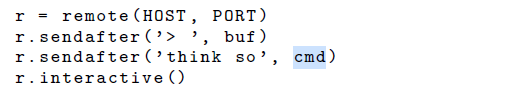 r = remote(HOST, PORT)
r.sendafter('> ', buf)
r.sendafter('think so', cmd)
r.interactive()